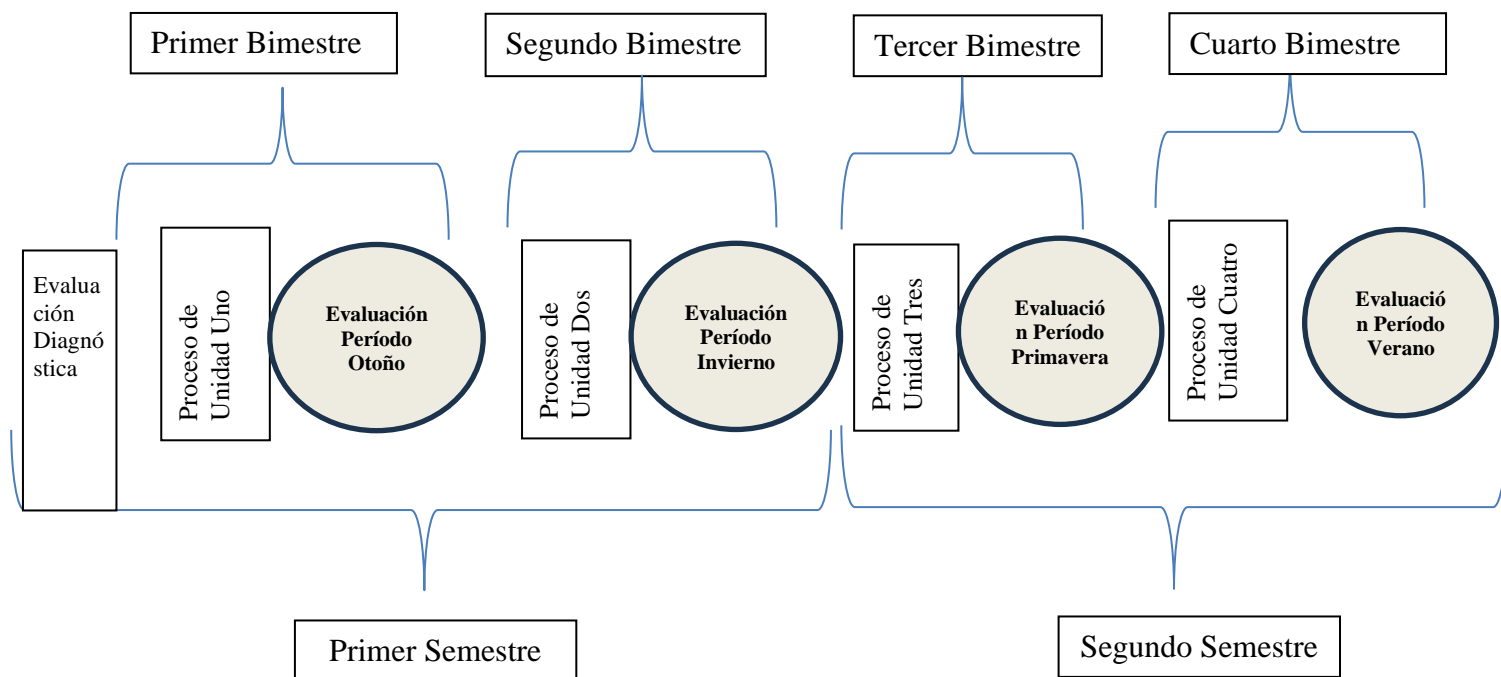 Primer Bimestre
Segundo Bimestre
Tercer Bimestre
Cuarto Bimestre
Evalua
ción
Diagnó
stica
Proceso de
Unidad Uno
Evaluación
Período
Otoño
Proceso de
Unidad Dos
Evaluación
Período
Invierno
Proceso de
Unidad Tres
Evaluació
n Período
Primavera
Proceso de
Unidad Cuatro
Evaluació
n Período
Verano
Primer Semestre
Segundo Semestre